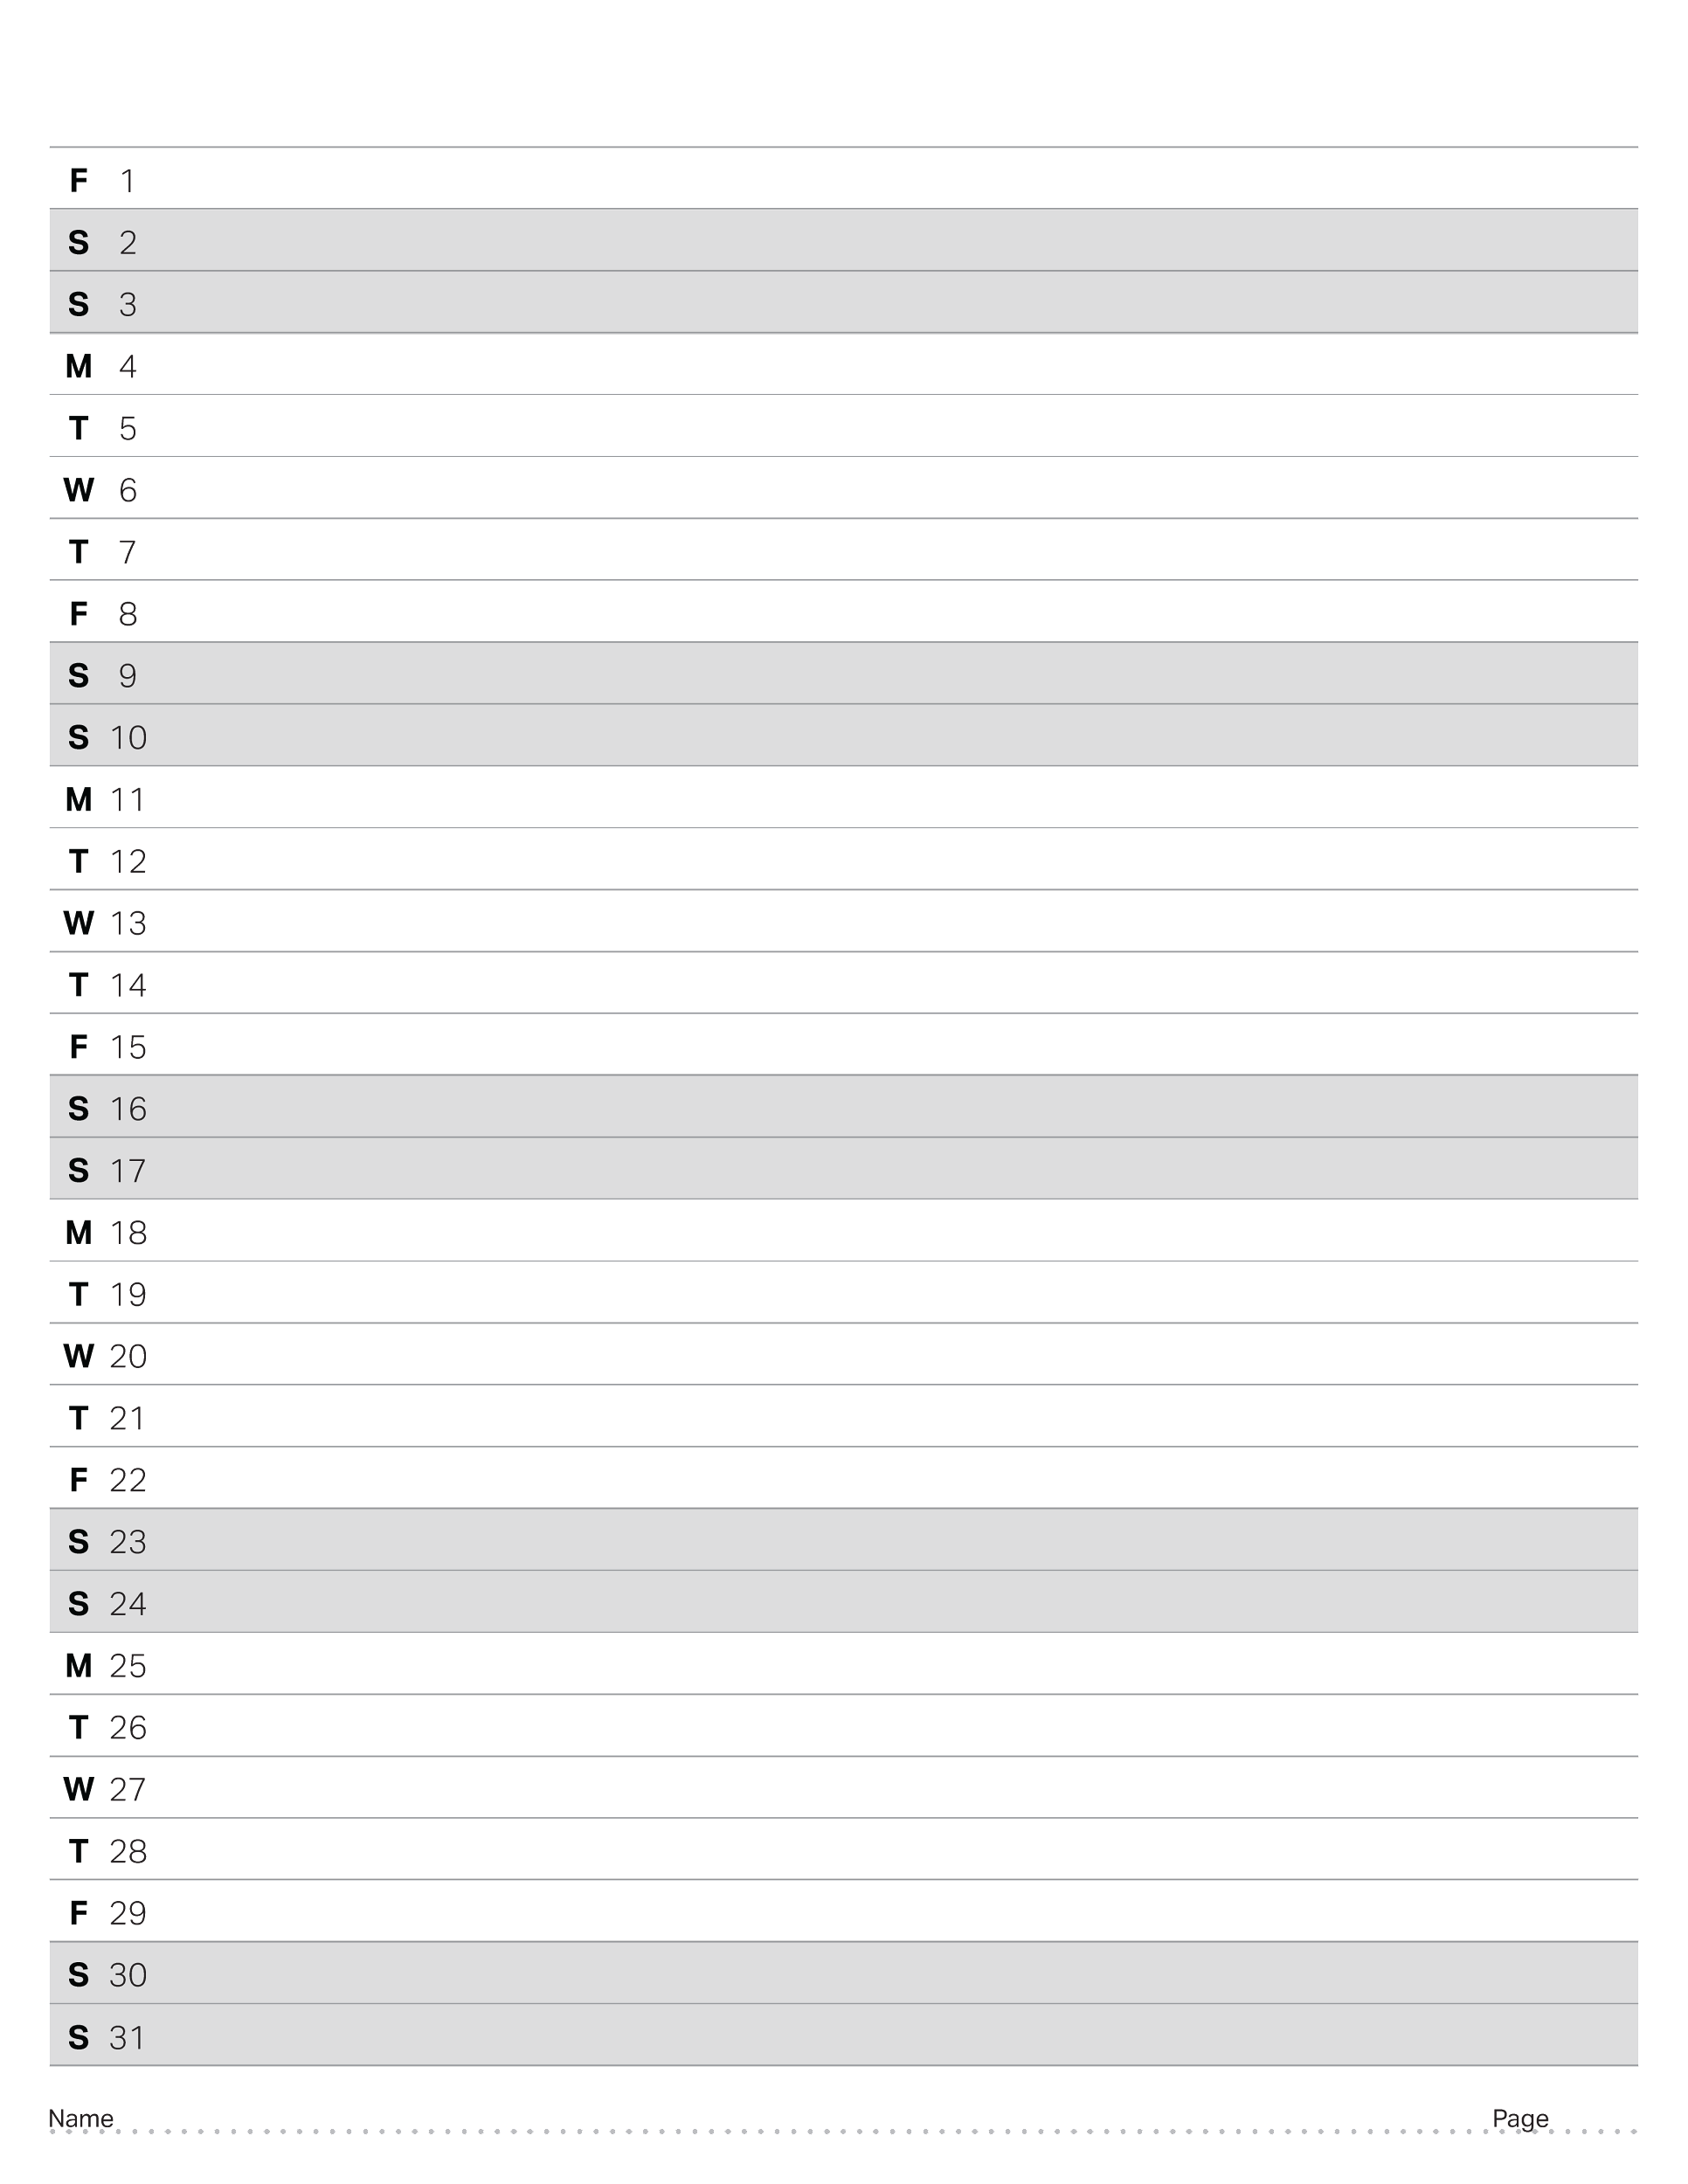 F 1
S 2
S 3
M 4
T 5
W 6
T 7
F 8
S 9
S 10
M 11
T 12
W 13
T 14
F 15
S 16
S 17
M 18
T 19
W 20
T 21
F 22
S 23
S 24
M 25
T 26
W 27
T 28
F 29
S 30
S 31
Name Page